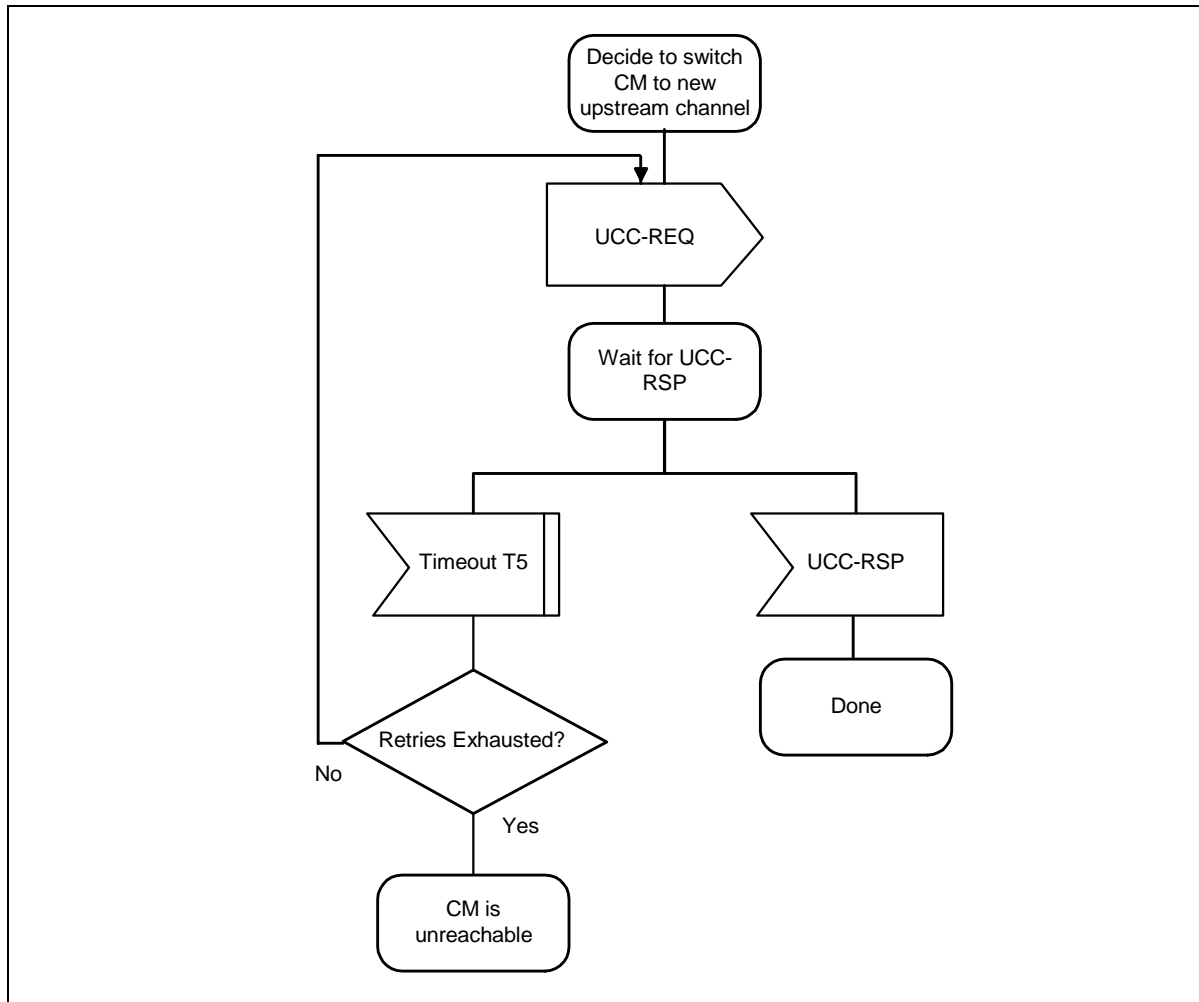 Decide to switch
CM to new
upstream channel
UCC-REQ
Wait for UCC-
RSP
Timeout T5
UCC-RSP
Done
Retries Exhausted?
No
Yes
CM is
unreachable